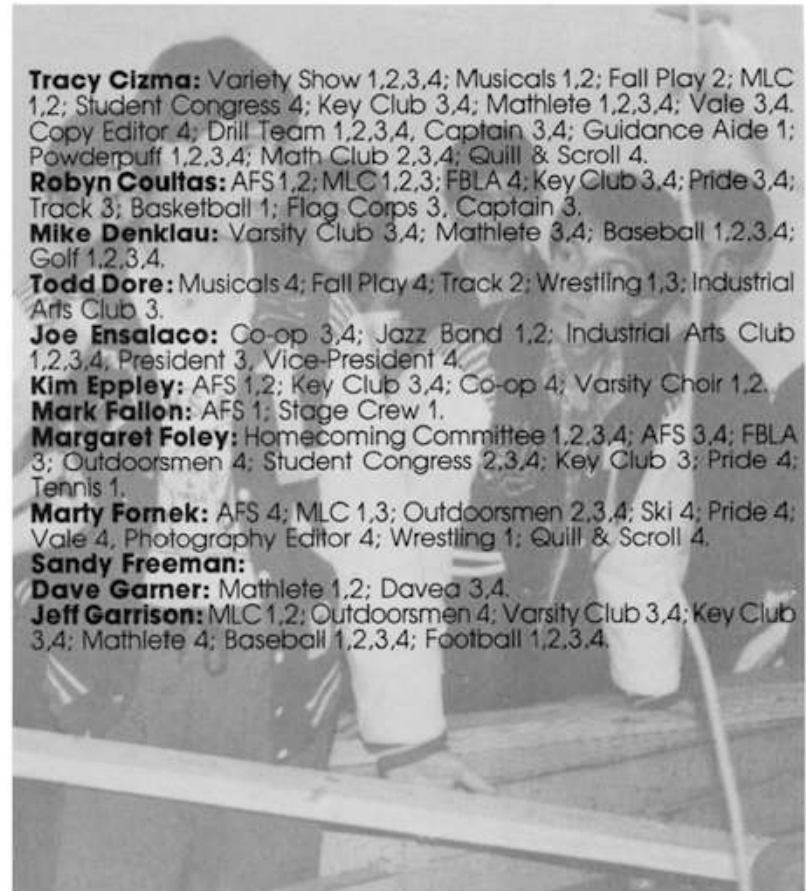 Tracy Cizma: Variety Show 1,2,3,4; Musicals 1,2; Fall Play 2; MLC
1,2; Student Congress 4; Key Club 3,4; Mathlete 1,2,3,4; Vale 3,4.
Copy Editor 4; Drill Team 1,2,3,4, Captain 3,4; Guidance Aide 1;
Powderpuff 1,2,3,4; Math Club 2,3,4; Quill & Scroll 4.
Robyn Coultas: AFS 1,2; MLC 1,2,3; FBLA 4; Key Club 3,4; Pride 3,4;
Track 3; Basketball 1; Flag Corps 3, Captain 3.
Mike Denklau: Varsity Club 3,4; Mathlete 3,4; Baseball 1,2,3,4;
Golf 1,2,3,4.
Todd Dore: Musicals 4; Fall Play 4; Track 2; Wrestling 1,3; Industrial
Arts Club 3.
Joe Ensalaco: Co-op 3,4; Jazz Band 1,2; Industrial Arts Club
1,2,3,4, President 3, Vice-President 4.
Kim Eppley: AFS 1,2; Key Club 3,4; Co-op 4; Varsity Choir 1,2.
Mark Fallon: AFS 1; Stage Crew 1.
Margaret Foley: Homecoming Committee 1,2,3,4; AFS 3,4; FBLA
3; Outdoorsmen 4; Student Congress 2,3,4; Key Club 3; Pride 4;
Tennis 1.
Marty Fornek: AFS 4; MLC 1,3; Outdoorsmen 2,3,4; Ski 4; Pride 4;
Vale 4, Photography Editor 4; Wrestling 1; Quill & Scroll 4.
Sandy Freeman:
Dave Garner: Mathlete 1,2; Davea 3,4.
Jeff Garrison: MLC 1,2; Outdoorsmen 4; Varsity Club 3,4; Key Club
3,4; Mathlete 4; Baseball 1,2,3,4; Football 1,2,3,4.